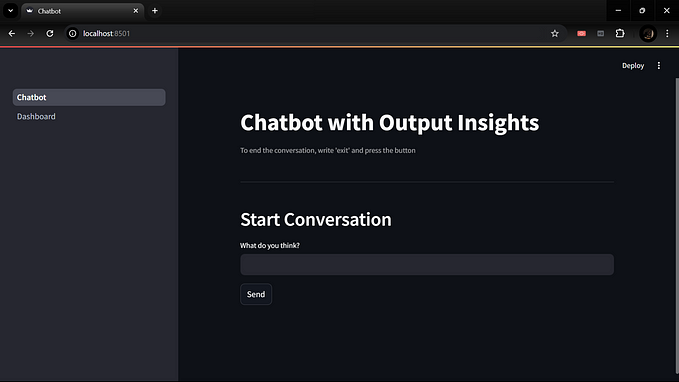 Chatbot
localhost:8501
Deploy
Chatbot
Dashboard
Chatbot with Output Insights
To end the conversation, write 'exit' and press the button
Start Conversation
What do you think?
Send